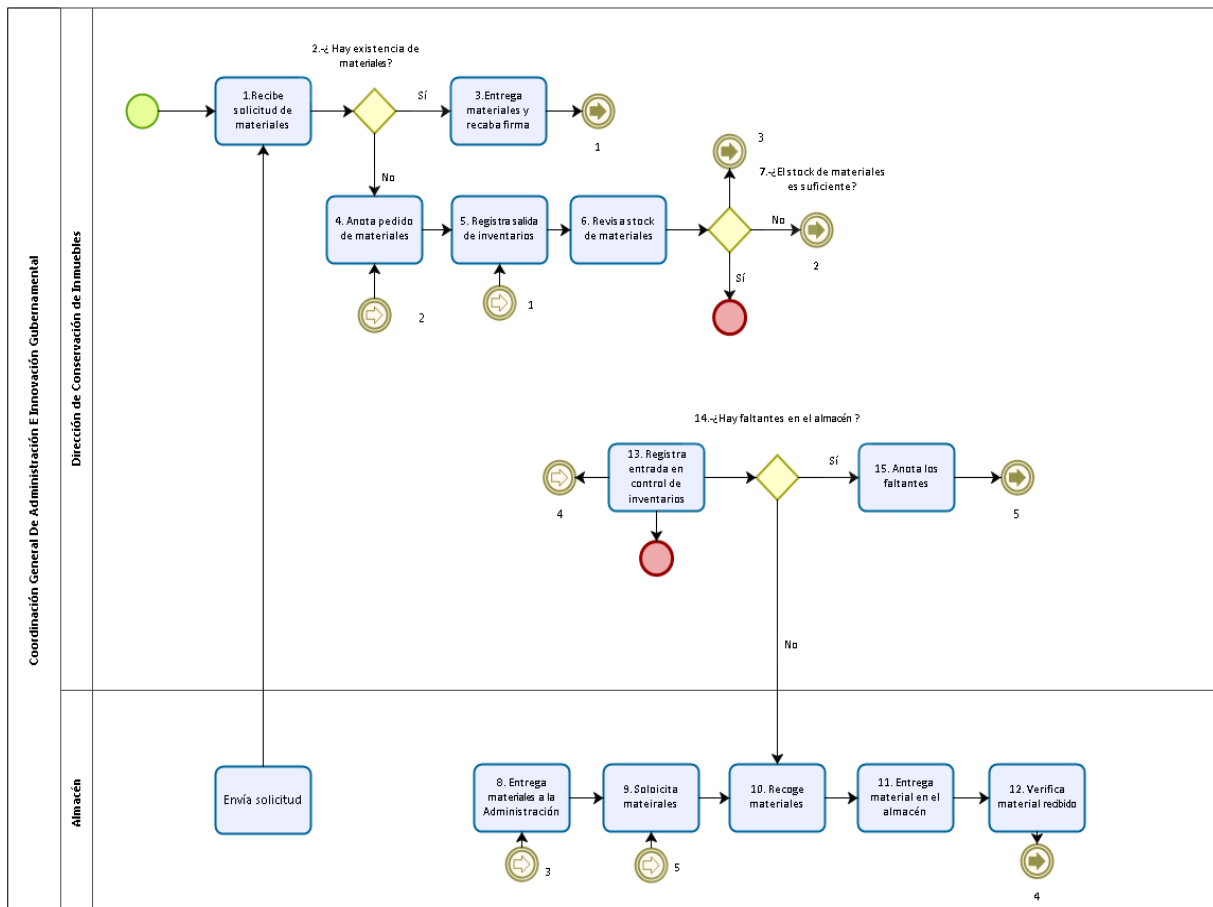 Coordinación General De Administración E Innovación Gubernamental
Dirección de Conservación de Inmuebles
2.-¿ Hay existencia de
materiales?
1.Recibe
solicitud de
materiales
Sí
3.Entrega
materiales y
recaba firma
1
No
3
7.-¿El stock de materiales
es suficiente?
4. Anota pedido
de materiales
5. Registra salida
de inventarios
6. Revisa stock
de materiales
No
2
Sí
2
1
14.-¿Hay faltantes en el almacén ?
4
13. Registra
entrada en
control de
inventarios
Sí
15. Anota los
faltantes
5
No
Almacén
Envía solicitud
8. Entrega
materiales a la
Administración
9. Soloicita
mateirales
10. Recoge
materiales
11. Entrega
material en el
almacén
12. Verifica
material recibido
3
5
4